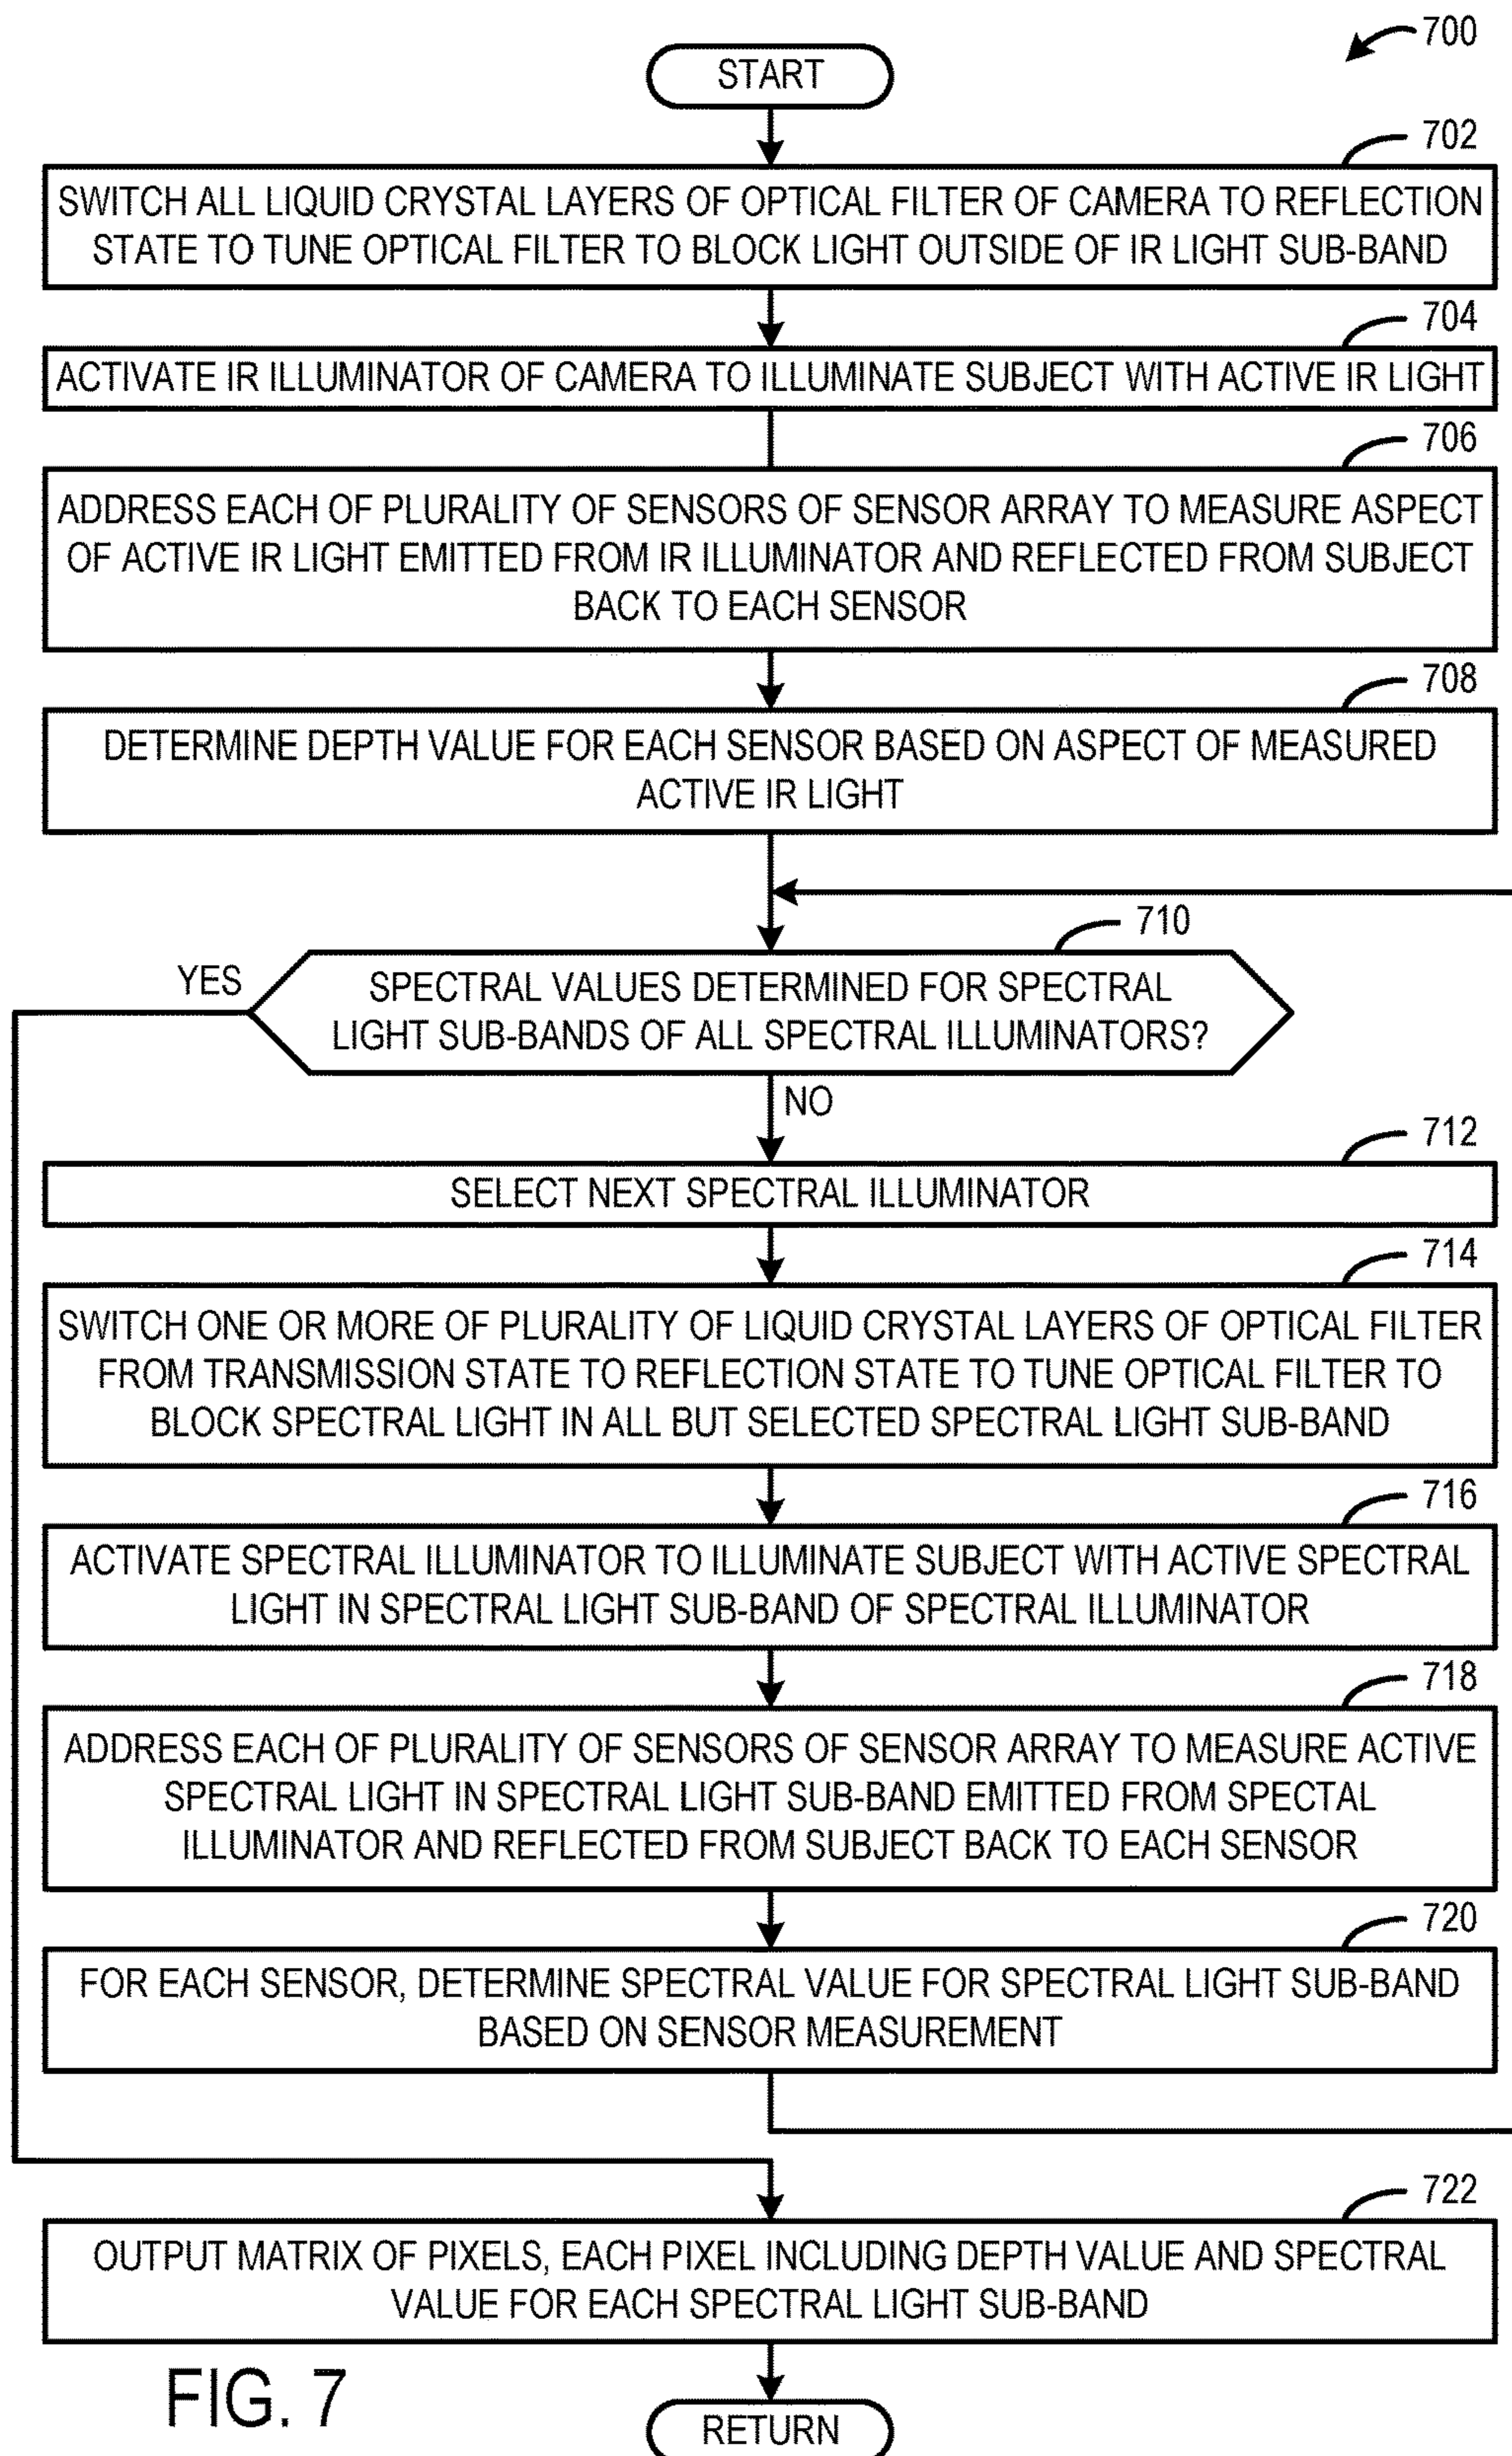 700
START
702
SWITCH ALL LIQUID CRYSTAL LAYERS OF OPTICAL FILTER OF CAMERA TO REFLECTION
STATE TO TUNE OPTICAL FILTER TO BLOCK LIGHT OUTSIDE OF IR LIGHT SUB-BAND
704
ACTIVATE IR ILLUMINATOR OF CAMERA TO ILLUMINATE SUBJECT WITH ACTIVE IR LIGHT
706
ADDRESS EACH OF PLURALITY OF SENSORS OF SENSOR ARRAY TO MEASURE ASPECT
OF ACTIVE IR LIGHT EMITTED FROM IR ILLUMINATOR AND REFLECTED FROM SUBJECT
BACK TO EACH SENSOR
708
DETERMINE DEPTH VALUE FOR EACH SENSOR BASED ON ASPECT OF MEASURED
ACTIVE IR LIGHT
710
YES
SPECTRAL VALUES DETERMINED FOR SPECTRAL
LIGHT SUB-BANDS OF ALL SPECTRAL ILLUMINATORS?
NO
712
SELECT NEXT SPECTRAL ILLUMINATOR
714
SWITCH ONE OR MORE OF PLURALITY OF LIQUID CRYSTAL LAYERS OF OPTICAL FILTER
FROM TRANSMISSION STATE TO REFLECTION STATE TO TUNE OPTICAL FILTER TO
BLOCK SPECTRAL LIGHT IN ALL BUT SELECTED SPECTRAL LIGHT SUB-BAND
716
ACTIVATE SPECTRAL ILLUMINATOR TO ILLUMINATE SUBJECT WITH ACTIVE SPECTRAL
LIGHT IN SPECTRAL LIGHT SUB-BAND OF SPECTRAL ILLUMINATOR
718
ADDRESS EACH OF PLURALITY OF SENSORS OF SENSOR ARRAY TO MEASURE ACTIVE
SPECTRAL LIGHT IN SPECTRAL LIGHT SUB-BAND EMITTED FROM SPECTAL
ILLUMINATOR AND REFLECTED FROM SUBJECT BACK TO EACH SENSOR
720
FOR EACH SENSOR, DETERMINE SPECTRAL VALUE FOR SPECTRAL LIGHT SUB-BAND
BASED ON SENSOR MEASUREMENT
722
OUTPUT MATRIX OF PIXELS, EACH PIXEL INCLUDING DEPTH VALUE AND SPECTRAL
VALUE FOR EACH SPECTRAL LIGHT SUB-BAND
FIG. 7
RETURN